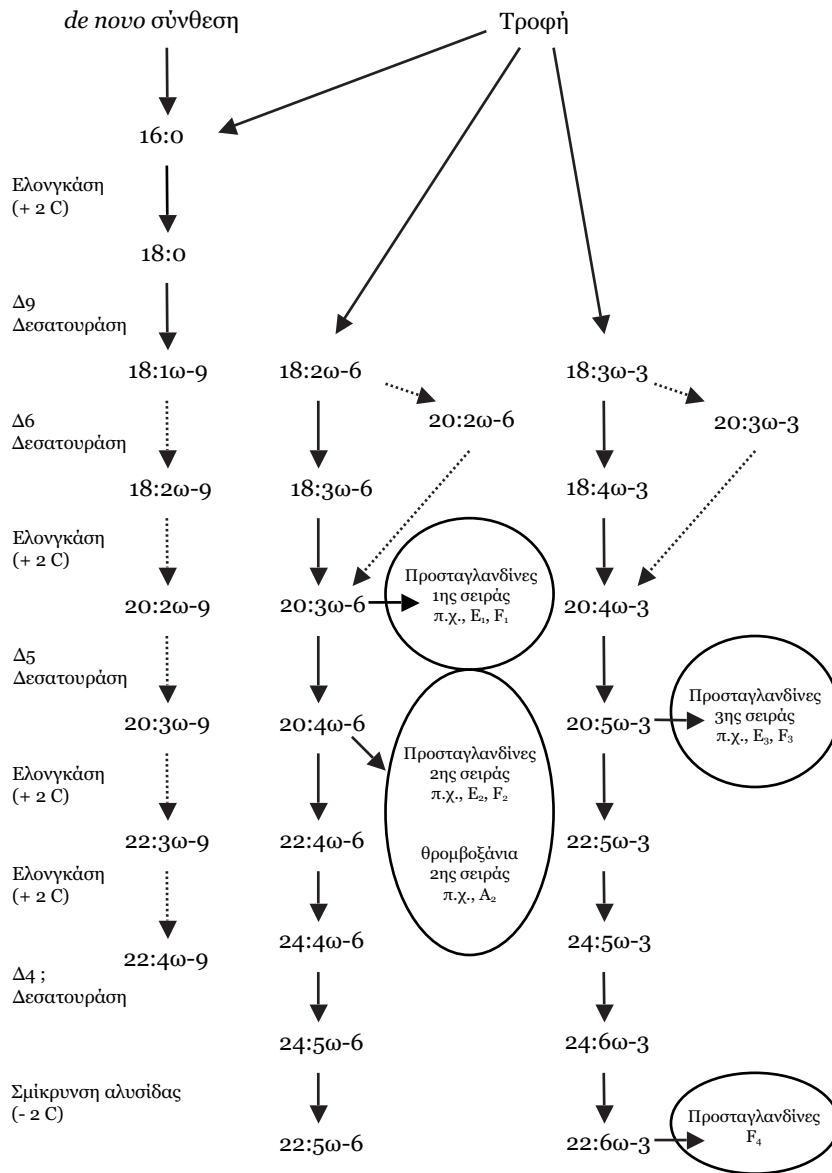 de novo σύνθεση
Τροφή
16:0
Ελονγκάση
(+ 2 C)
18:0
Δ9
Δεσατουράση
18:1ω-9
18:2ω-6
18:3ω-3
Δ6
Δεσατουράση
20:2ω-6
20:3ω-3
18:2ω-9
18:3ω-6
18:4ω-3
Ελονγκάση
(+ 2 C)
Προσταγλανδίνες
1ης σειράς
π.χ., E₁, F₁
20:2ω-9
20:3ω-6
20:4ω-3
Δ5
Δεσατουράση
20:3ω-9
20:4ω-6
20:5ω-3
Προσταγλανδίνες
3ης σειράς
π.χ., E₃, F₃
Προσταγλανδίνες
2ης σειράς
π.χ., E₂, F₂
Ελονγκάση
(+ 2 C)
22:3ω-9
22:4ω-6
22:5ω-3
θρομβοξάνια
2ης σειράς
π.χ., A₂
Ελονγκάση
(+ 2 C)
22:4ω-9
24:4ω-6
24:5ω-3
Δ4 ;
Δεσατουράση
24:5ω-6
24:6ω-3
Σμίκρυνση αλυσίδας
(- 2 C)
22:5ω-6
22:6ω-3
Προσταγλανδίνες
F₄